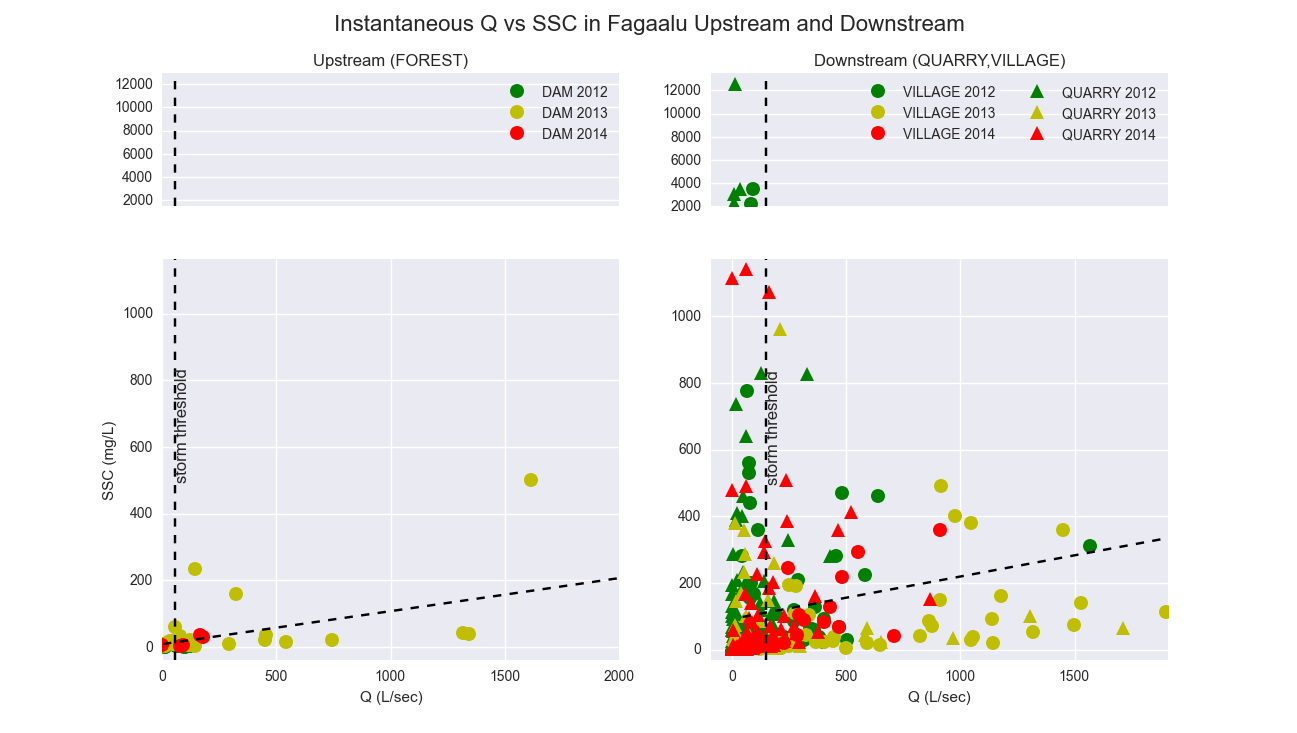 Instantaneous Q vs SSC in Fagaalu Upstream and Downstream
Upstream (FOREST)
12000
10000
8000
6000
4000
2000
DAM 2012
DAM 2013
DAM 2014
SSC (mg/L)
1000
800
600
400
200
0
storm threshold
0 500 1000 1500 2000
Q (L/sec)
Downstream (QUARRY,VILLAGE)
12000
10000
8000
6000
4000
2000
VILLAGE 2012
VILLAGE 2013
VILLAGE 2014
QUARRY 2012
QUARRY 2013
QUARRY 2014
1000
800
600
400
200
0
storm threshold
0 500 1000 1500
Q (L/sec)